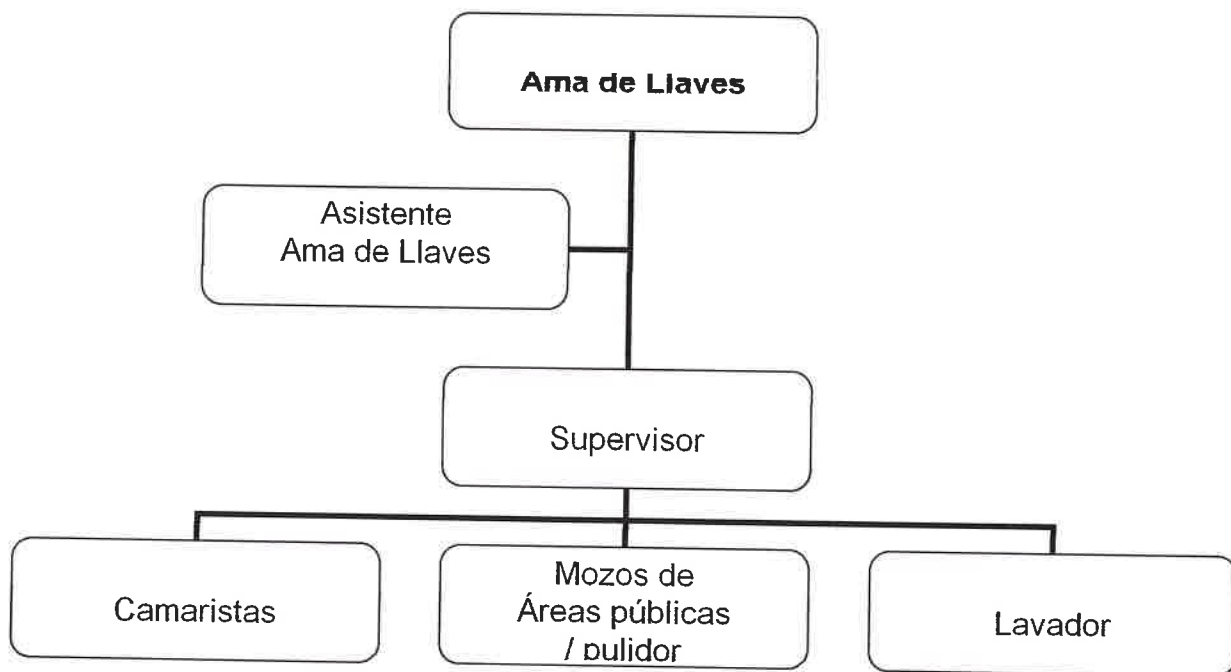 Ama de Llaves
Asistente
Ama de Llaves
Supervisor
Camaristas
Mozos de
Áreas públicas
/ pulidor
Lavador